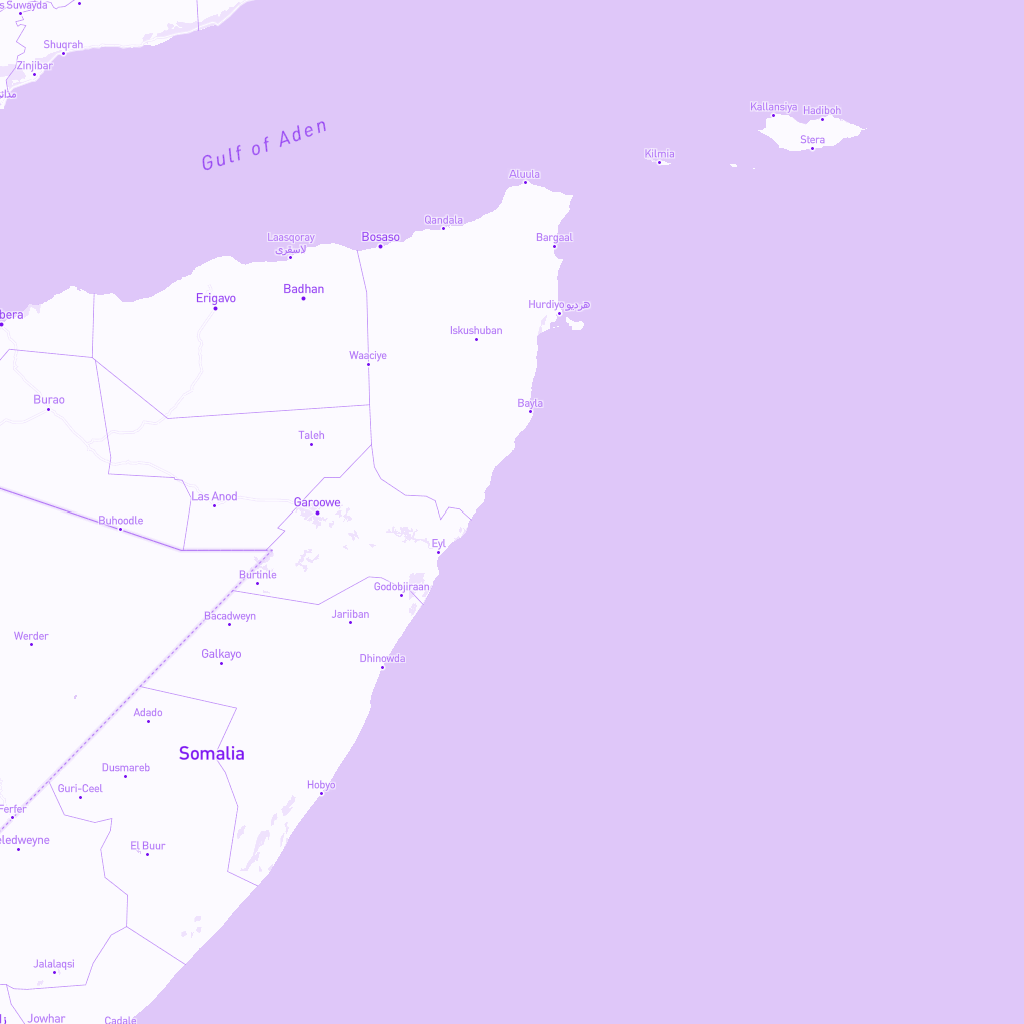 Suwayda
Shuqrah
Zinjibar
Gulf of Aden
Kallansiya
Hadiboh
Stera
Kilmia
Aluula
Qandala
Bosaso
Laasqoray
لاسقری
Bargaal
Badhan
Erigavo
Hurdiyo هرديو
bera
Iskushuban
Waaciye
Burao
Bayla
Taleh
Las Anod
Garoowe
Buhoodle
Eyl
Burtinle
Godobjiraan
Bacadweyn
Jariiban
Werder
Galkayo
Dhinowda
Adado
Somalia
Dusmareb
Guri-Ceel
Hobyo
Ferfer
eledweyne
El Buur
Jalalaqsi
Jowhar
Cadale